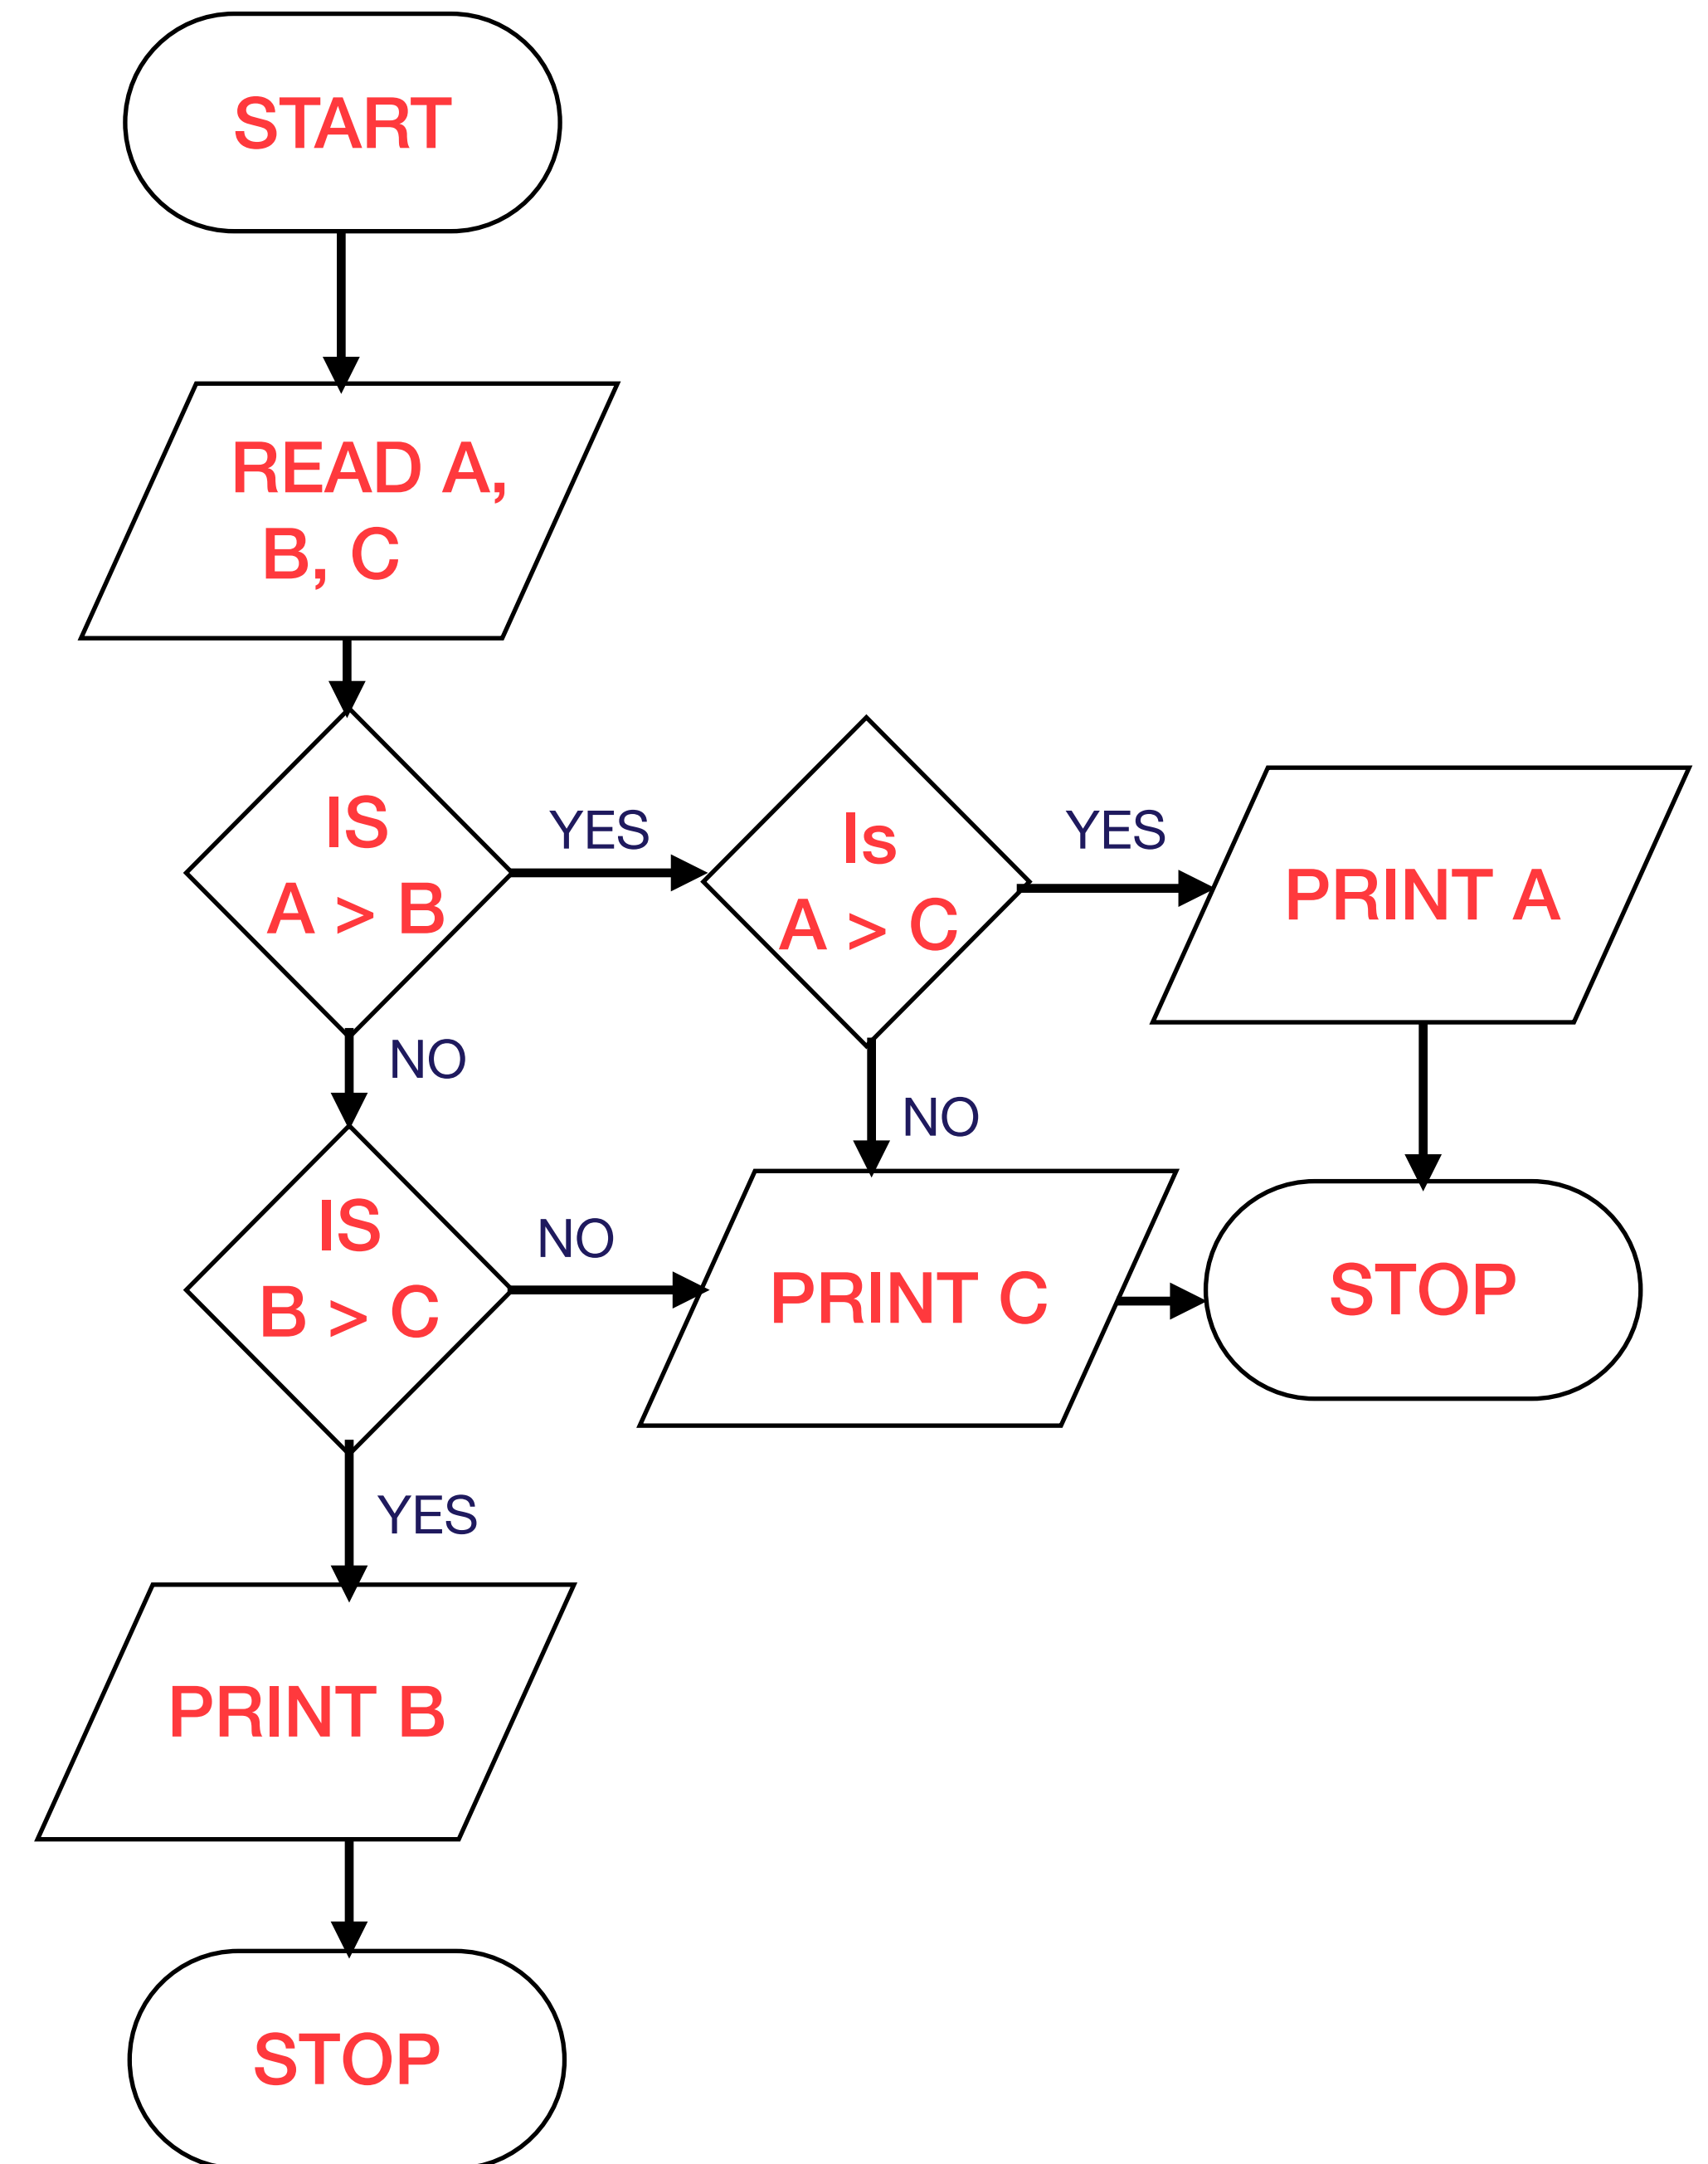 START
READ A,
B, C
IS
A > B
YES
Is
A > C
YES
PRINT A
NO
NO
IS
B > C
NO
PRINT C
STOP
YES
PRINT B
STOP